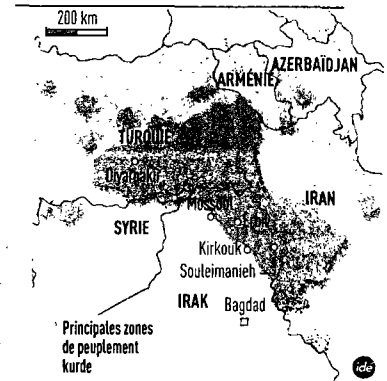 200 km
AZERBAÏDJAN
ARMÉNIE
TURQUIE
Diyarbakir
IRAN
Mossoul
SYRIE
Erbil
Kirkouk
Souleimanieh
IRAK
Bagdad
Principales zones
de peuplement
kurde
idé